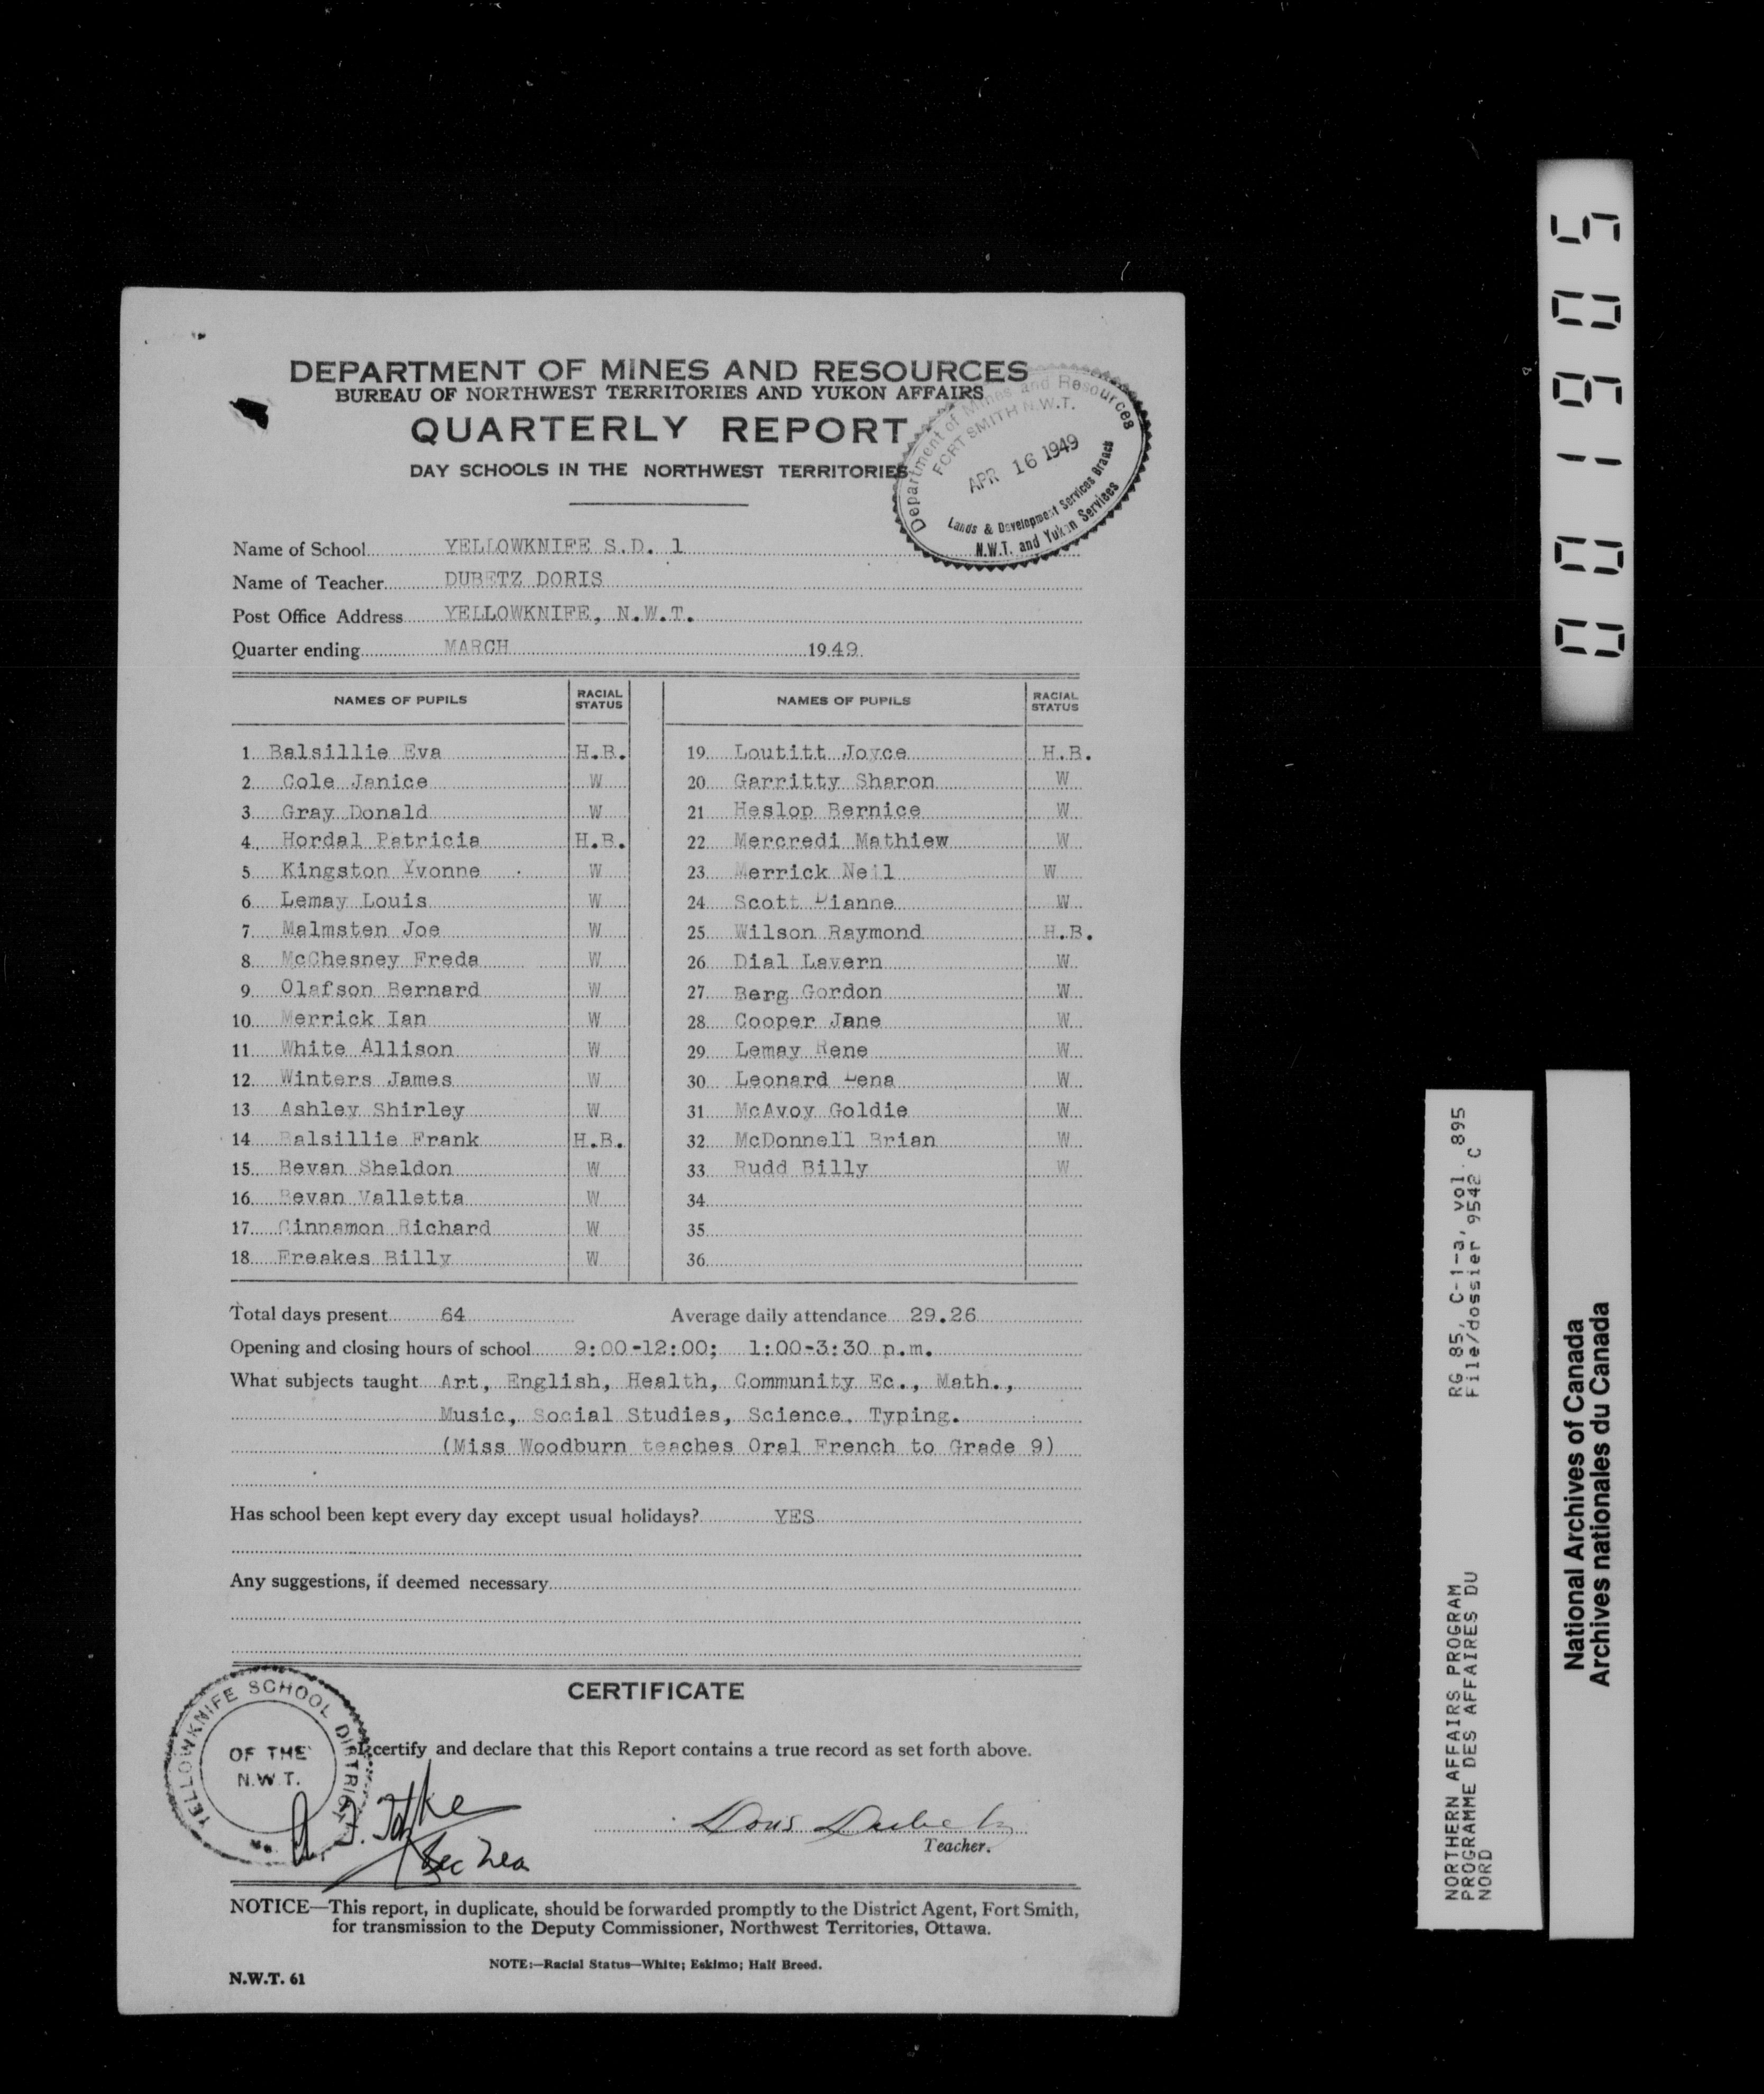 DEPARTMENT OF MINES AND RESOURCES
BUREAU OF NORTHWEST TERRITORIES AND YUKON AFFAIRS
QUARTERLY REPORT
DAY SCHOOLS IN THE NORTHWEST TERRITORIES
Department of Mines and Resources
FORT SMITH N.W.T.
APR 16 1949
Lands & Development Services Branch
N.W.T. and Yukon Services
Name of School YELLOWKNIFE S.D. 1
Name of Teacher DUBETZ DORIS
Post Office Address YELLOWKNIFE, N.W.T.
Quarter ending MARCH 1949
NAMES OF PUPILS RACIAL STATUS NAMES OF PUPILS RACIAL STATUS
1 Balsillie Eva H.B. 19 Loutitt Joyce H.B.
2 Cole Janice W 20 Garritty Sharon W
3 Gray Donald W 21 Heslop Bernice W
4 Hordal Patricia H.B. 22 Mercredi Mathiew W
5 Kingston Yvonne W 23 Merrick Neil W
6 Lemay Louis W 24 Scott Dianne W
7 Malmsten Joe W 25 Wilson Raymond H.B.
8 McChesney Freda W 26 Dial Lavern W
9 Olafson Bernard W 27 Berg Gordon W
10 Merrick Ian W 28 Cooper Jane W
11 White Allison W 29 Lemay Rene W
12 Winters James W 30 Leonard Lena W
13 Ashley Shirley W 31 McAvoy Goldie W
14 Balsillie Frank H.B. 32 McDonnell Brian W
15 Bevan Sheldon W 33 Rudd Billy W
16 Bevan Valletta W 34
17 Cinnamon Richard W 35
18 Freakes Billy W 36
Total days present 64 Average daily attendance 29.26
Opening and closing hours of school 9:00-12:00; 1:00-3:30 p.m.
What subjects taught Art, English, Health, Community Ec., Math.,
Music, Social Studies, Science, Typing.
(Miss Woodburn teaches Oral French to Grade 9)
Has school been kept every day except usual holidays? YES
Any suggestions, if deemed necessary
CERTIFICATE
YELLOWKNIFE SCHOOL DISTRICT
OF THE
N.W.T.
I certify and declare that this Report contains a true record as set forth above.
Doris Dubetz
Teacher.
Sec
NOTICE—This report, in duplicate, should be forwarded promptly to the District Agent, Fort Smith,
for transmission to the Deputy Commissioner, Northwest Territories, Ottawa.
NOTE:—Racial Status—White; Eskimo; Half Breed.
N.W.T. 61
001905
RG 85, C-1-a, vol. 895
File/dossier 9542 C
NORTHERN AFFAIRS PROGRAM
PROGRAMME DES AFFAIRES DU
NORD
National Archives of Canada
Archives nationales du Canada